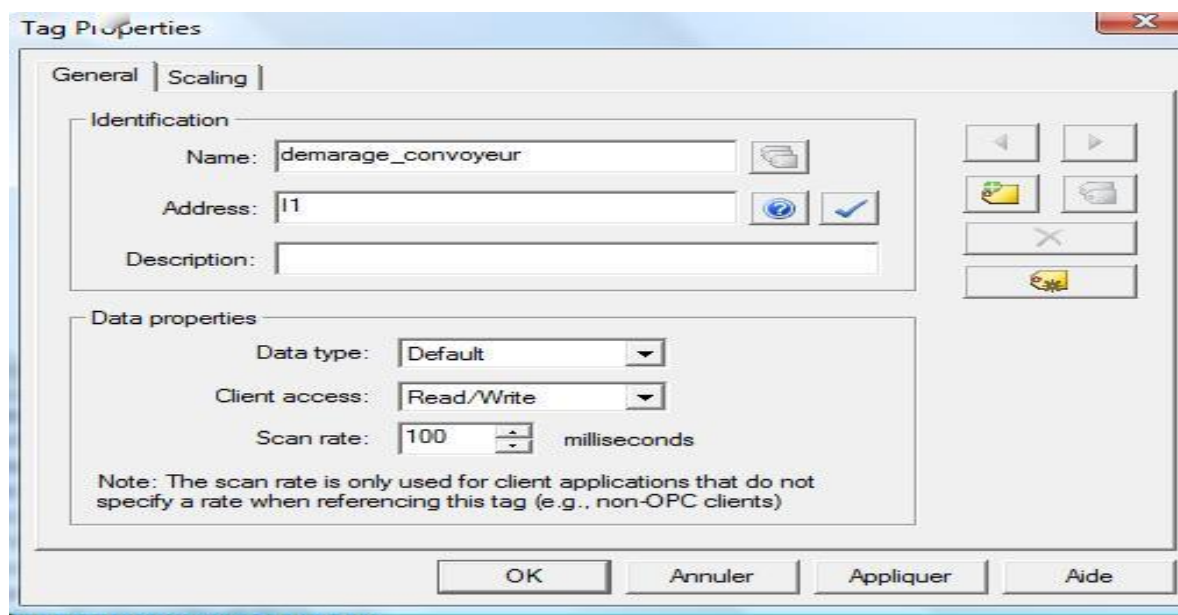 Tag Properties
General
Scaling
Identification
Name: demarage_convoyeur
Address: I1
Description:
Data properties
Data type: Default
Client access: Read/Write
Scan rate: 100 milliseconds
Note: The scan rate is only used for client applications that do not
specify a rate when referencing this tag (e.g., non-OPC clients)
OK
Annuler
Appliquer
Aide